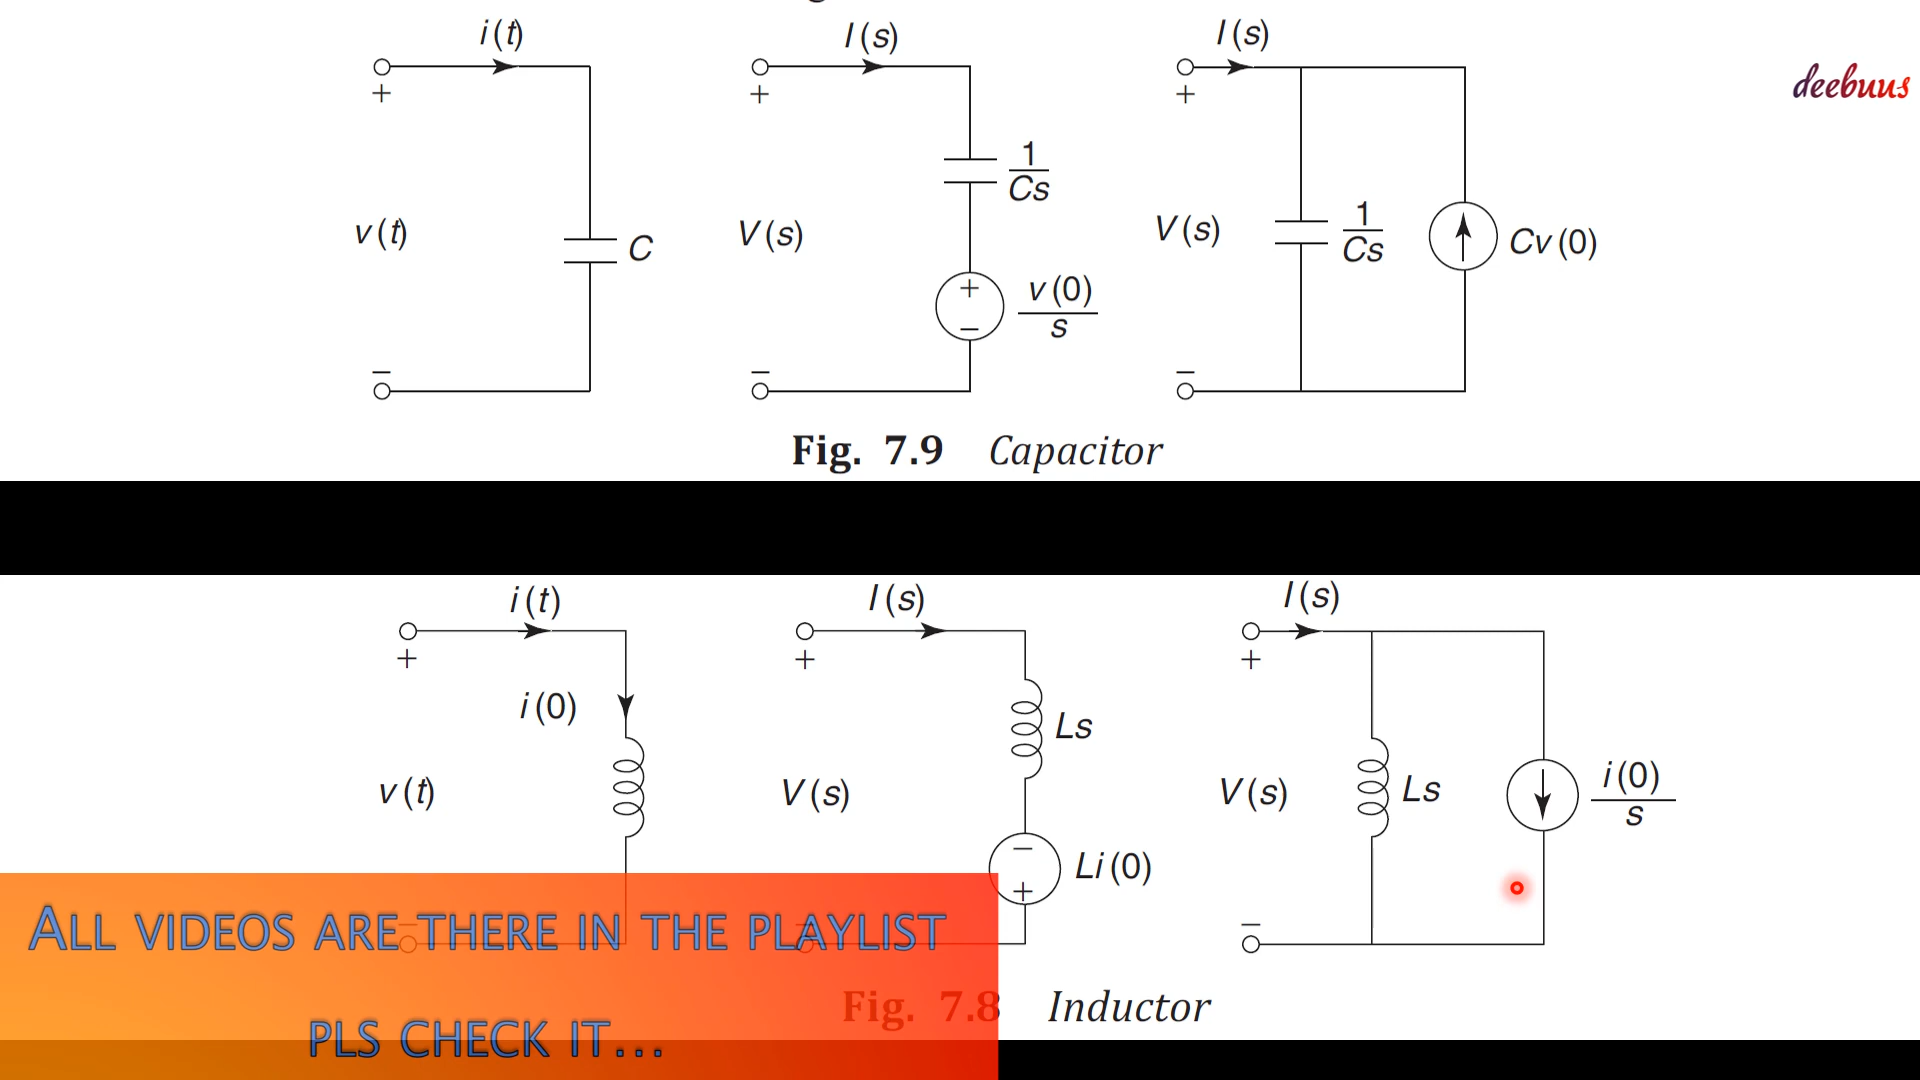 i(t)
I(s)
I(s)
deebuus
+
+
+
1
Cs
v(t)
C
V(s)
V(s)
1
Cs
Cv(0)
+
−
v(0)
s
−
−
−
Fig. 7.9 Capacitor
i(t)
I(s)
I(s)
+
+
+
i(0)
Ls
v(t)
V(s)
V(s)
Ls
i(0)
s
−
+
Li(0)
−
−
−
ALL VIDEOS ARE THERE IN THE PLAYLIST
PLS CHECK IT...
Fig. 7.8 Inductor